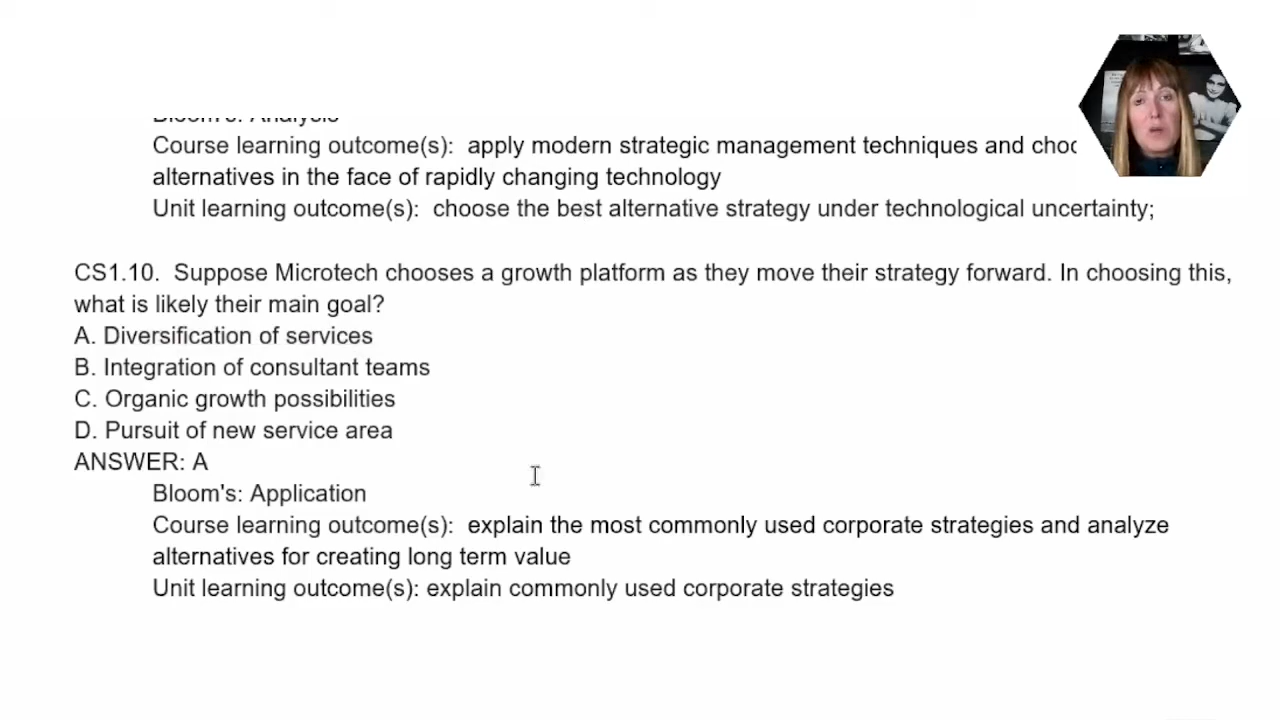 Bloom's: Analysis
Course learning outcome(s): apply modern strategic management techniques and
alternatives in the face of rapidly changing technology
Unit learning outcome(s): choose the best alternative strategy under technological uncertainty;
CS1.10. Suppose Microtech chooses a growth platform as they move their strategy forward. In choosing this,
what is likely their main goal?
A. Diversification of services
B. Integration of consultant teams
C. Organic growth possibilities
D. Pursuit of new service area
ANSWER: A
Bloom's: Application
Course learning outcome(s): explain the most commonly used corporate strategies and analyze
alternatives for creating long term value
Unit learning outcome(s): explain commonly used corporate strategies